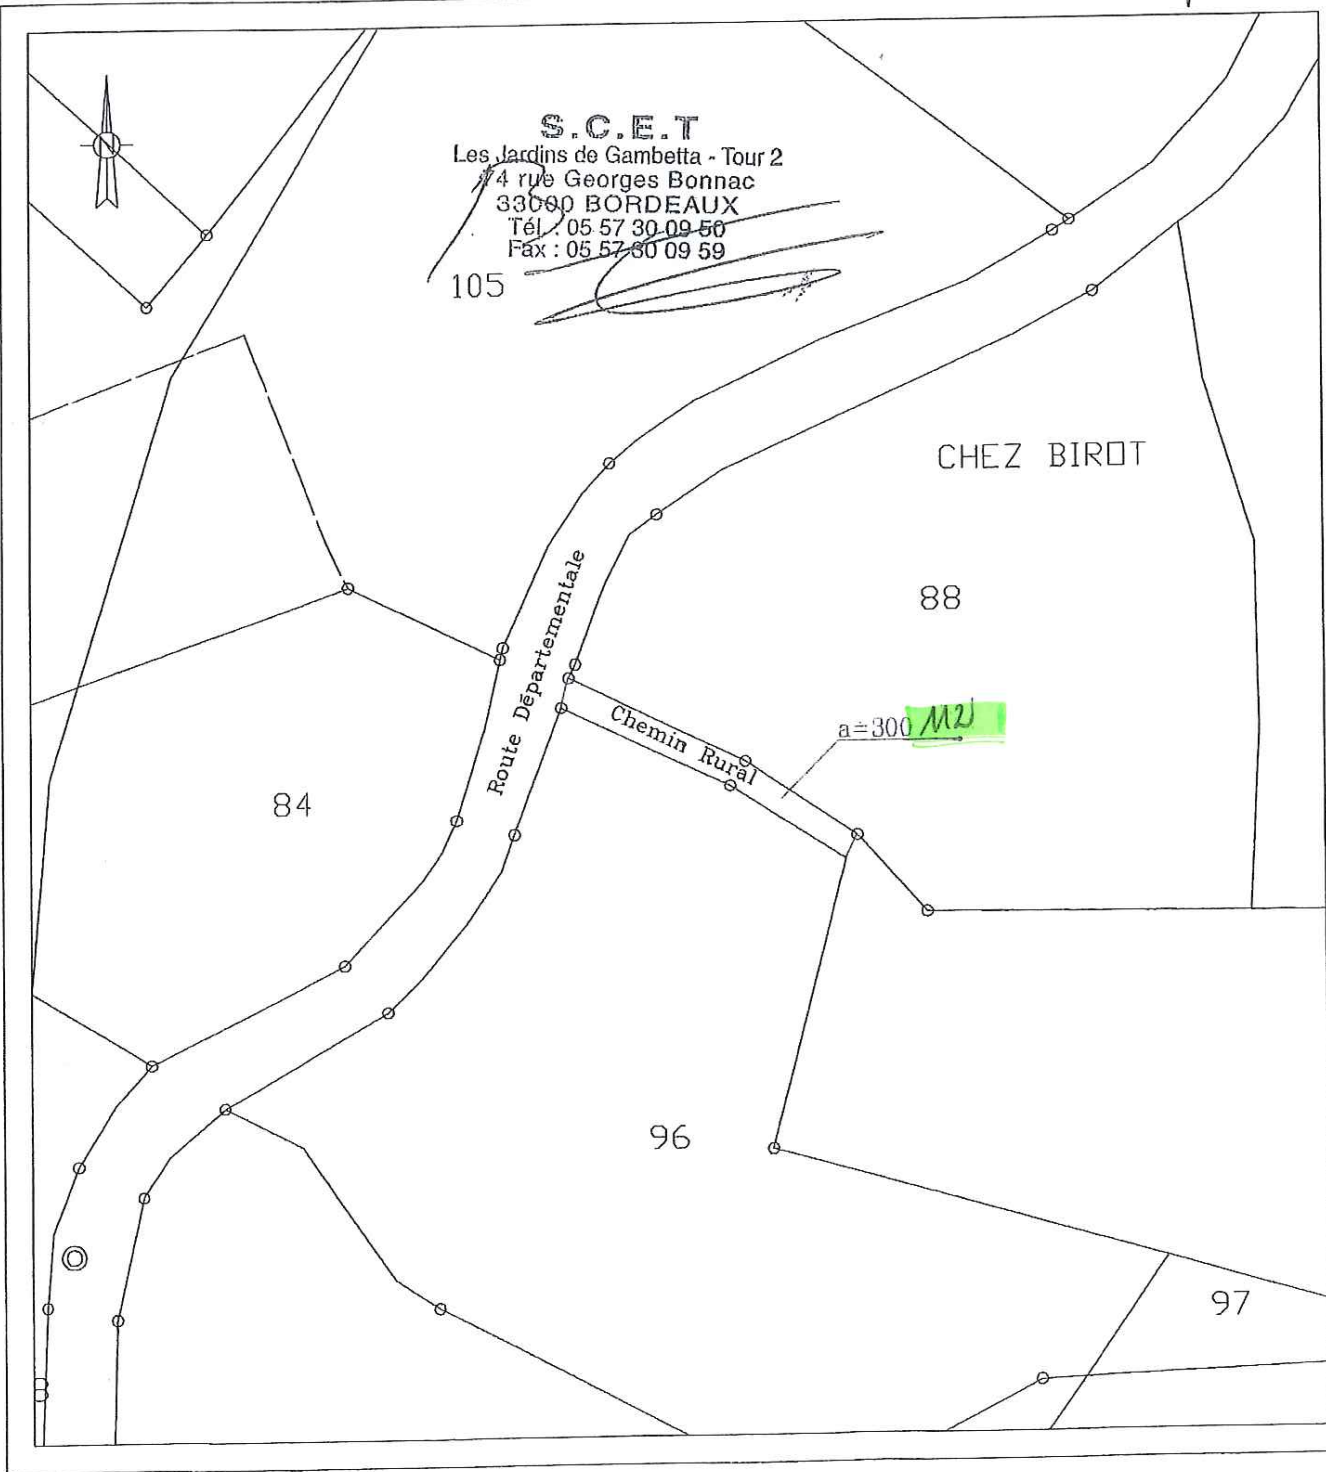 N
S.C.E.T
Les Jardins de Gambetta - Tour 2
74 rue Georges Bonnac
33000 BORDEAUX
Tél : 05 57 30 09 50
Fax : 05 57 30 09 59
105
CHEZ BIROT
88
Route Départementale
Chemin Rural
a=300 M2
84
96
97